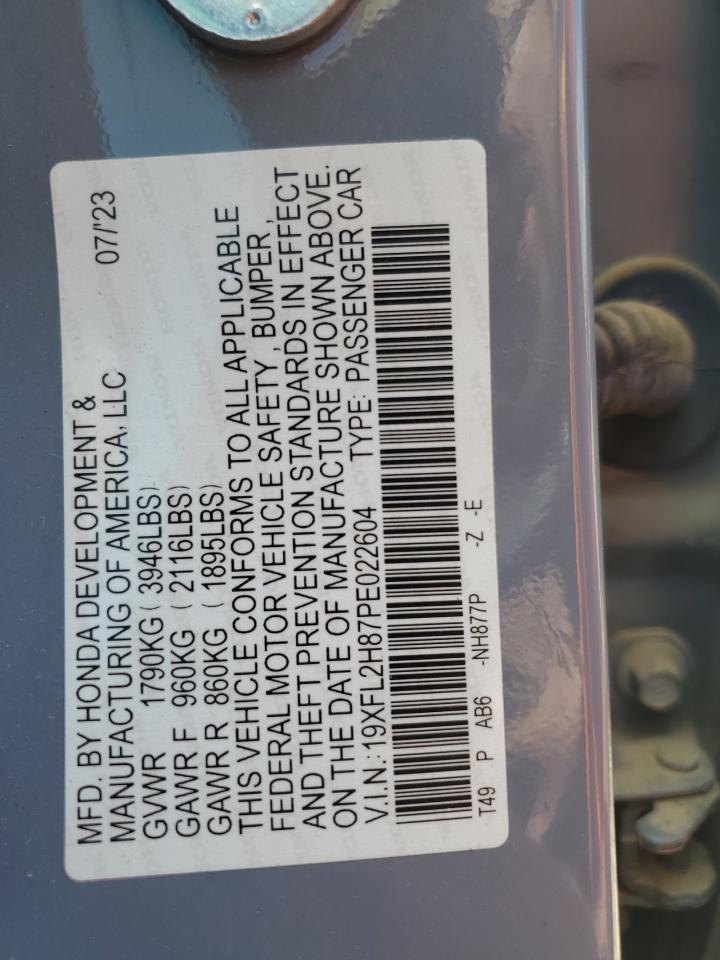 MFD. BY HONDA DEVELOPMENT & 07/'23
MANUFACTURING OF AMERICA, LLC
GVWR 1790KG ( 3946LBS)
GAWR F 960KG ( 2116LBS)
GAWR R 860KG ( 1895LBS)
THIS VEHICLE CONFORMS TO ALL APPLICABLE
FEDERAL MOTOR VEHICLE SAFETY, BUMPER,
AND THEFT PREVENTION STANDARDS IN EFFECT
ON THE DATE OF MANUFACTURE SHOWN ABOVE.
V.I.N.:19XFL2H87PE022604 TYPE: PASSENGER CAR
T49 P AB6 -NH877P -Z -E